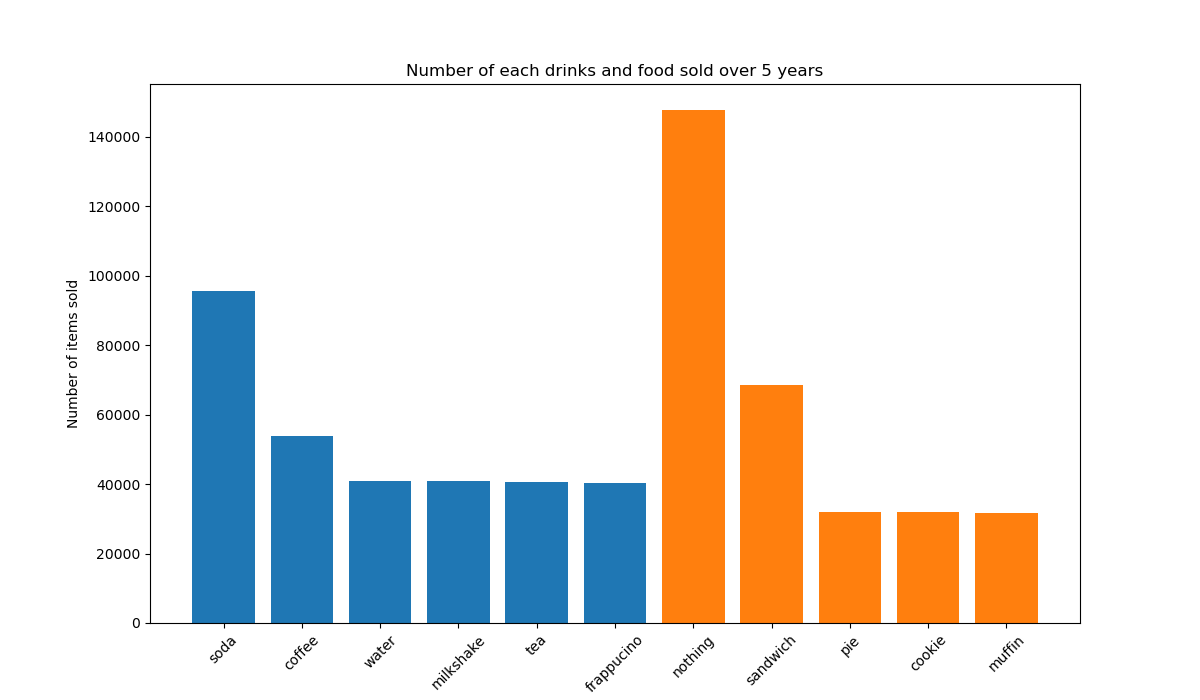 Number of each drinks and food sold over 5 years
Number of items sold
140000
120000
100000
80000
60000
40000
20000
0
soda
coffee
water
milkshake
tea
frappucino
nothing
sandwich
pie
cookie
muffin